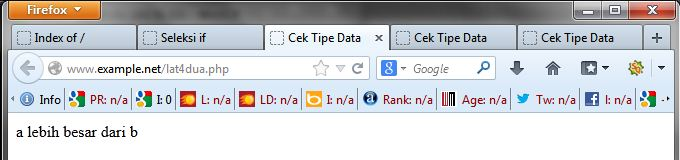 Firefox
Index of /
Seleksi if
Cek Tipe Data
Cek Tipe Data
Cek Tipe Data
www.example.net/lat4dua.php
Google
Info PR: n/a I: 0 L: n/a LD: n/a I: n/a Rank: n/a Age: n/a Tw: n/a I: n/a
a lebih besar dari b